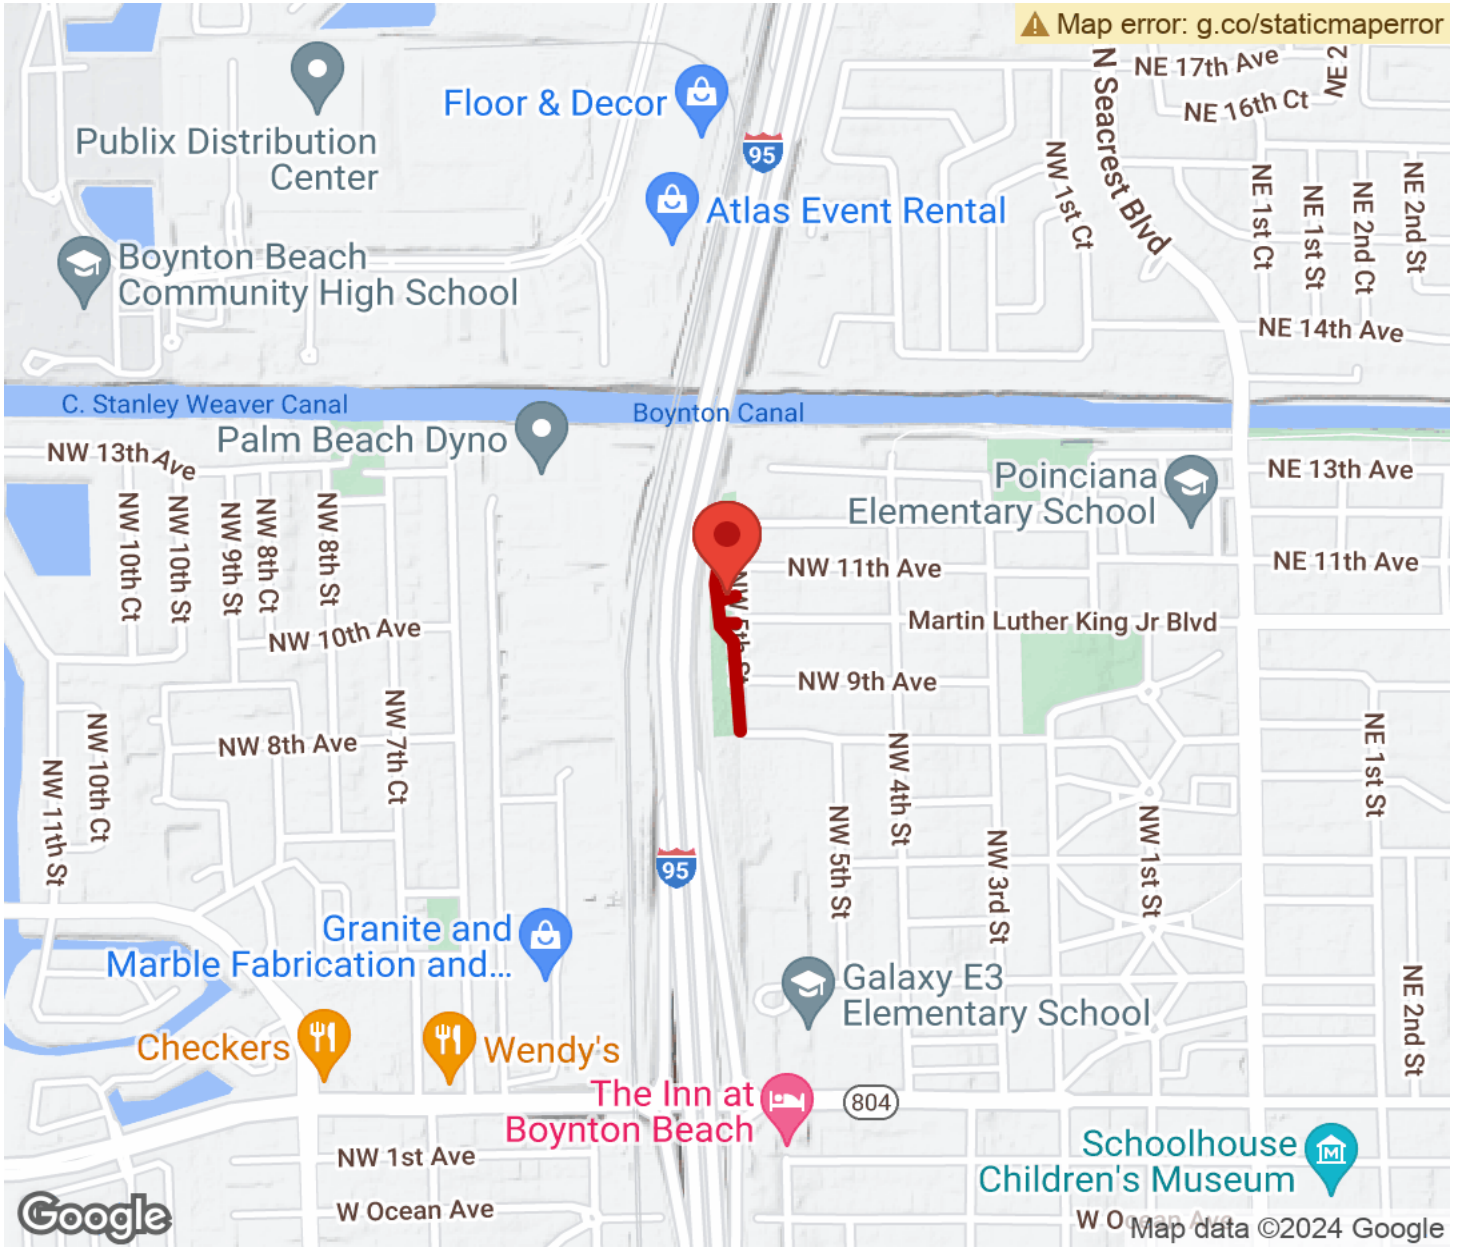 Map error: g.co/staticmaperror
NE 17th Ave
NE 2
NE 16th Ct
N Seacrest Blvd
Floor & Decor
Publix Distribution
Center
95
NW 1st Ct
NE 1st Ct
NE 1st St
NE 2nd Ct
NE 2nd St
Atlas Event Rental
Boynton Beach
Community High School
NE 14th Ave
C. Stanley Weaver Canal
Boynton Canal
Palm Beach Dyno
NW 13th Ave
Poinciana
Elementary School
NE 13th Ave
NW 10th Ct
NW 10th St
NW 9th St
NW 8th Ct
NW 8th St
NW 11th Ave
NE 11th Ave
NW 5th St
Martin Luther King Jr Blvd
NW 10th Ave
NW 9th Ave
NW 10th Ct
NW 8th Ave
NW 7th Ct
NW 11th St
NW 4th St
NE 1st St
NW 5th St
NW 3rd St
NW 1st St
95
Granite and
Marble Fabrication and...
Galaxy E3
Elementary School
NE 2nd St
Checkers
Wendy's
The Inn at
Boynton Beach
804
Schoolhouse
Children's Museum
NW 1st Ave
W Ocean Ave
W Ocean Ave
Google
Map data ©2024 Google